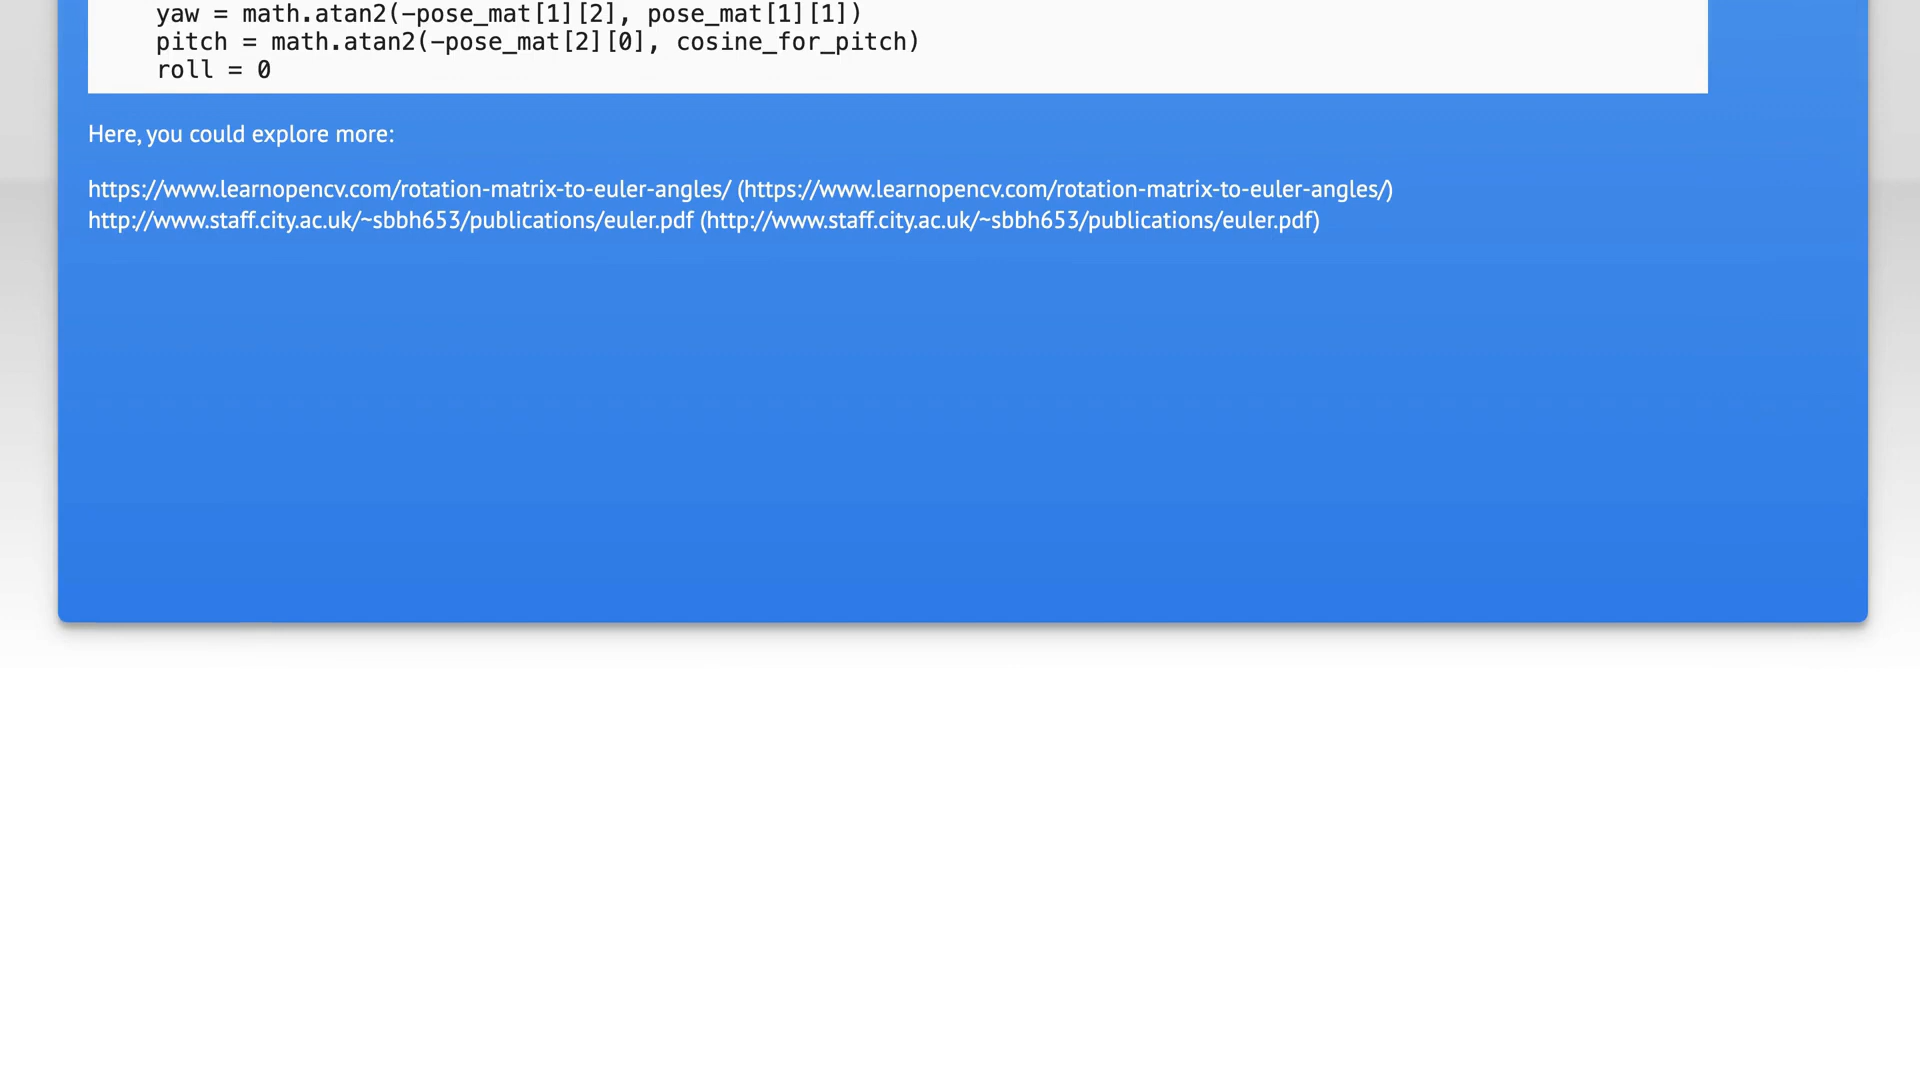 yaw = math.atan2(-pose_mat[1][2], pose_mat[1][1])
pitch = math.atan2(-pose_mat[2][0], cosine_for_pitch)
roll = 0
Here, you could explore more:
https://www.learnopencv.com/rotation-matrix-to-euler-angles/ (https://www.learnopencv.com/rotation-matrix-to-euler-angles/)
http://www.staff.city.ac.uk/~sbbh653/publications/euler.pdf (http://www.staff.city.ac.uk/~sbbh653/publications/euler.pdf)